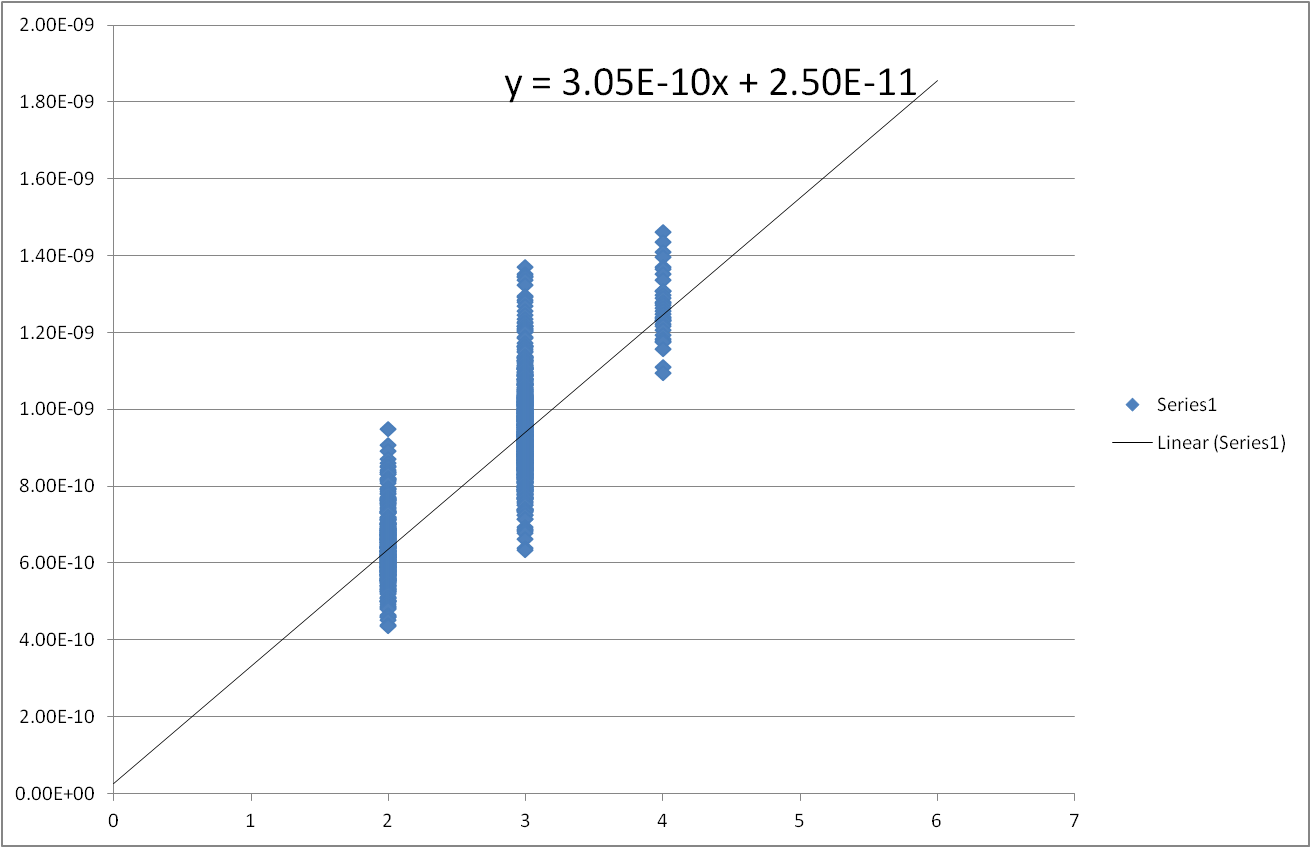 2.00E-09
y = 3.05E-10x + 2.50E-11
1.80E-09
1.60E-09
1.40E-09
1.20E-09
1.00E-09
Series1
Linear (Series1)
8.00E-10
6.00E-10
4.00E-10
2.00E-10
0.00E+00
0 1 2 3 4 5 6 7